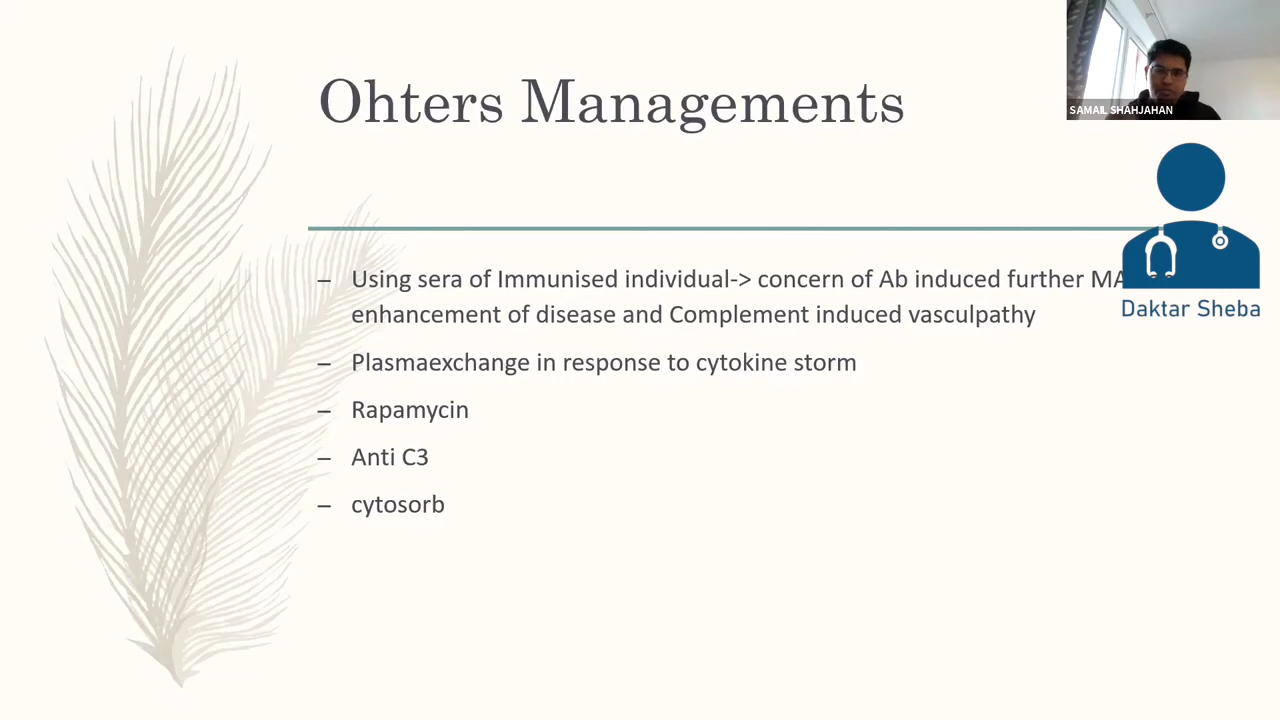 Ohters Managements
SAMAIL SHAHJAHAN
– Using sera of Immunised individual-> concern of Ab induced further
enhancement of disease and Complement induced vasculpathy
– Plasmaexchange in response to cytokine storm
– Rapamycin
– Anti C3
– cytosorb
Daktar Sheba